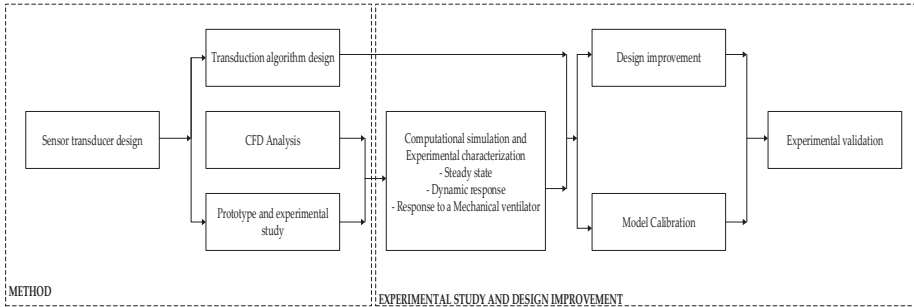 Sensor transducer design
Transduction algorithm design
CFD Analysis
Prototype and experimental
study
METHOD
Computational simulation and
Experimental characterization
- Steady state
- Dynamic response
- Response to a Mechanical ventilator
Design improvement
Model Calibration
Experimental validation
EXPERIMENTAL STUDY AND DESIGN IMPROVEMENT